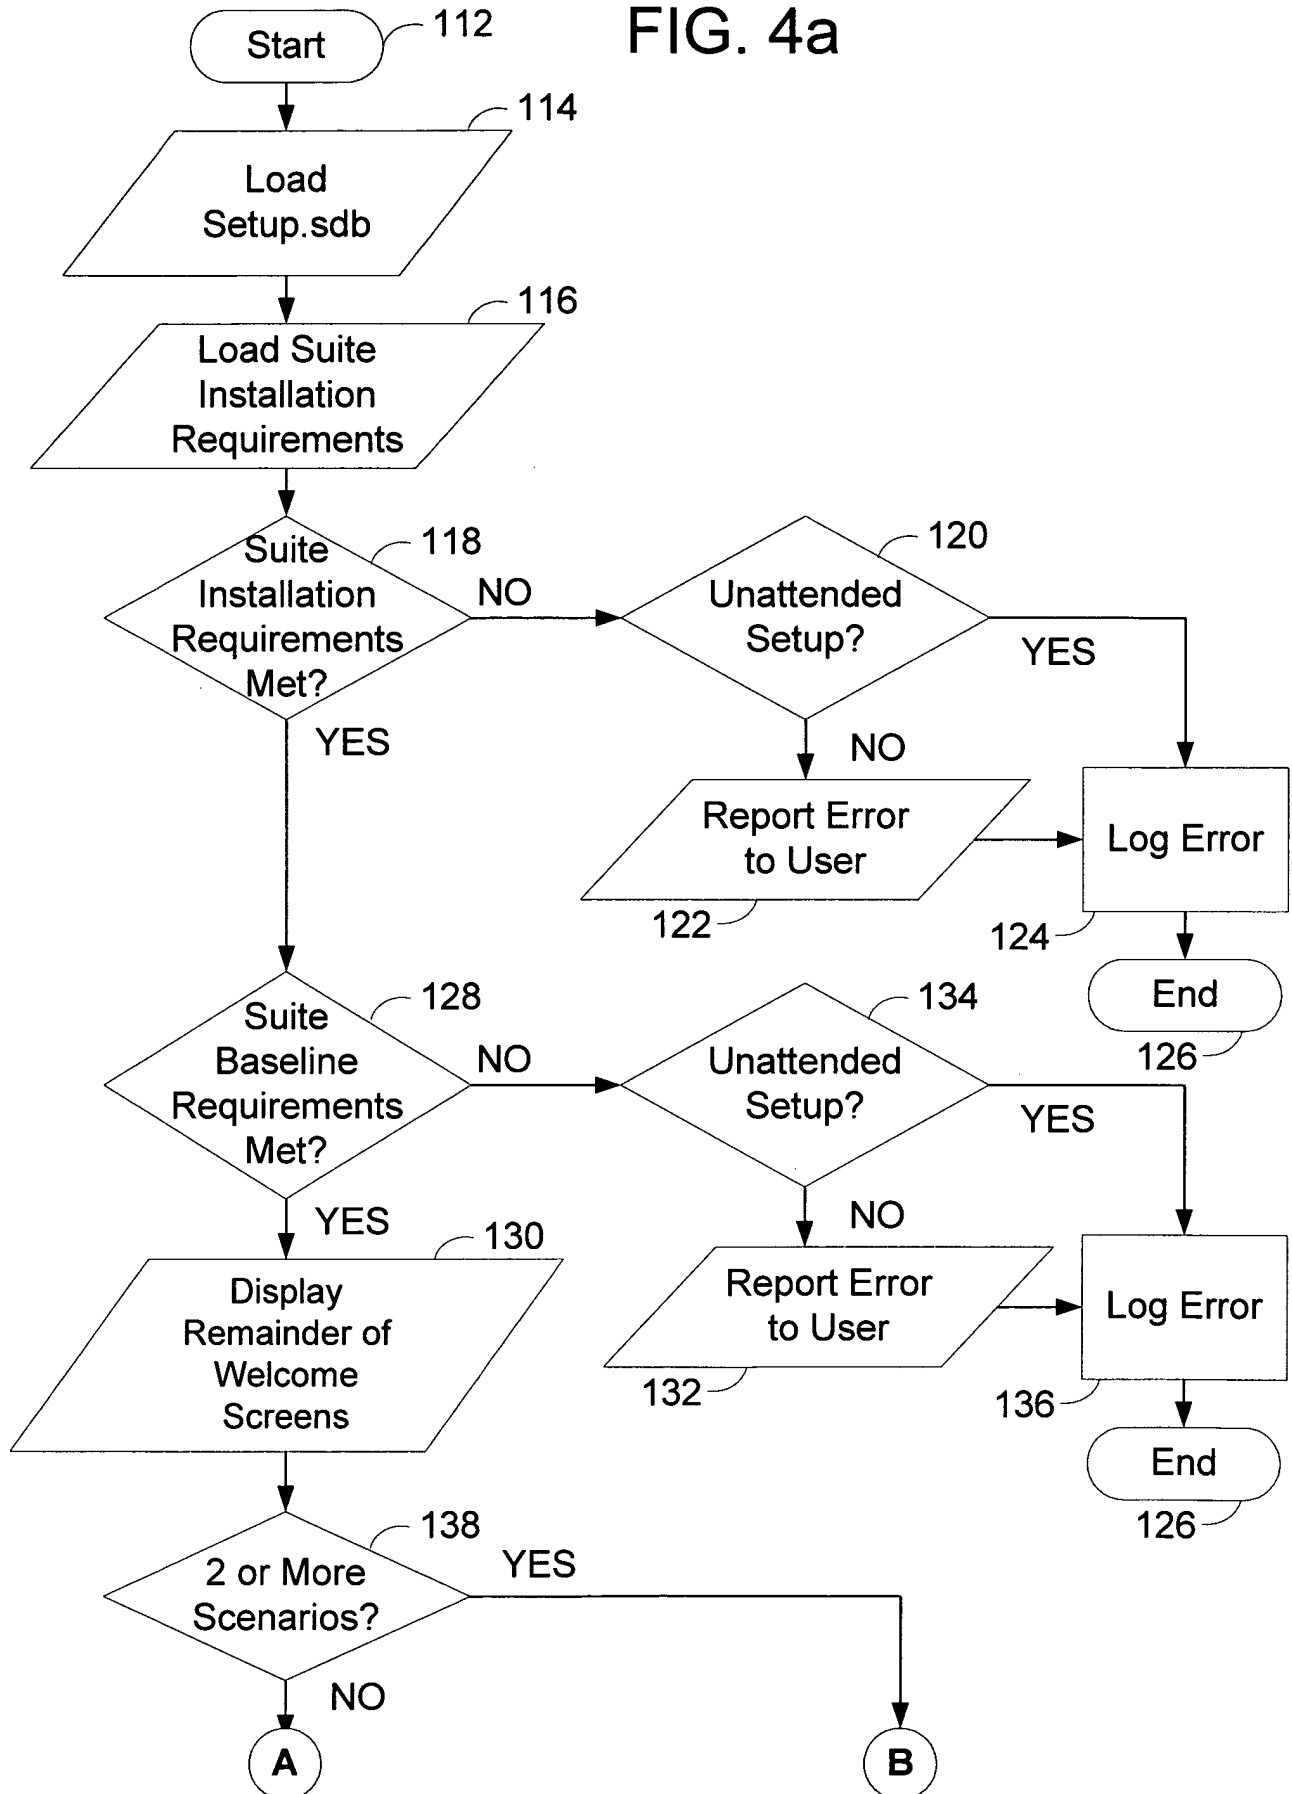 FIG. 4a
Start
112
114
Load
Setup.sdb
116
Load Suite
Installation
Requirements
118
Suite
Installation
Requirements
Met?
NO
YES
120
Unattended
Setup?
YES
NO
Report Error
to User
122
Log Error
124
End
126
128
Suite
Baseline
Requirements
Met?
NO
YES
134
Unattended
Setup?
YES
NO
Report Error
to User
132
Log Error
136
End
126
130
Display
Remainder of
Welcome
Screens
138
2 or More
Scenarios?
YES
NO
A
B